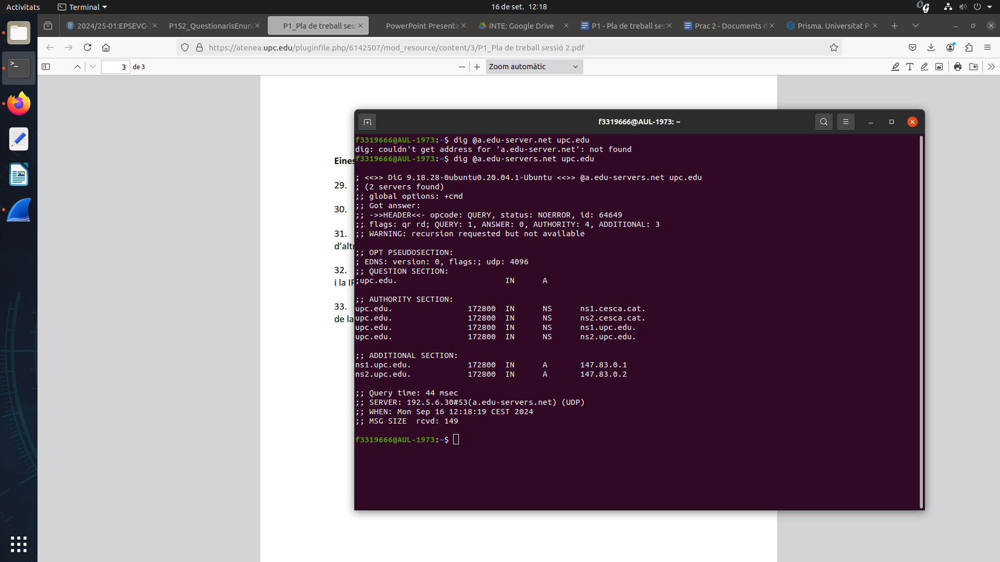 Activitats
Terminal
16 de set. 12:18
2024/25-01:EPSEVG-
P1S2_QuestionarisEnun
P1_Pla de treball ses
PowerPoint Presenta
INTE: Google Drive
P1 - Pla de treball ses
Prac 2 - Documents d
Prisma. Universitat P
https://atenea.upc.edu/pluginfile.php/6142507/mod_resource/content/3/P1_Pla de treball sessió 2.pdf
3
de 3
Zoom automàtic
Eines
29.
30.
31.
d’altr
32.
i la IP
33.
de la
f3319666@AUL-1973: ~
f3319666@AUL-1973:~$ dig @a.edu-server.net upc.edu
dig: couldn't get address for 'a.edu-server.net': not found
f3319666@AUL-1973:~$ dig @a.edu-servers.net upc.edu
; <<>> DiG 9.18.28-0ubuntu0.20.04.1-Ubuntu <<>> @a.edu-servers.net upc.edu
; (2 servers found)
;; global options: +cmd
;; Got answer:
;; ->>HEADER<<- opcode: QUERY, status: NOERROR, id: 64649
;; flags: qr rd; QUERY: 1, ANSWER: 0, AUTHORITY: 4, ADDITIONAL: 3
;; WARNING: recursion requested but not available
;; OPT PSEUDOSECTION:
; EDNS: version: 0, flags:; udp: 4096
;; QUESTION SECTION:
;upc.edu. IN A
;; AUTHORITY SECTION:
upc.edu. 172800 IN NS ns1.cesca.cat.
upc.edu. 172800 IN NS ns2.cesca.cat.
upc.edu. 172800 IN NS ns1.upc.edu.
upc.edu. 172800 IN NS ns2.upc.edu.
;; ADDITIONAL SECTION:
ns1.upc.edu. 172800 IN A 147.83.0.1
ns2.upc.edu. 172800 IN A 147.83.0.2
;; Query time: 44 msec
;; SERVER: 192.5.6.30#53(a.edu-servers.net) (UDP)
;; WHEN: Mon Sep 16 12:18:19 CEST 2024
;; MSG SIZE rcvd: 149
f3319666@AUL-1973:~$